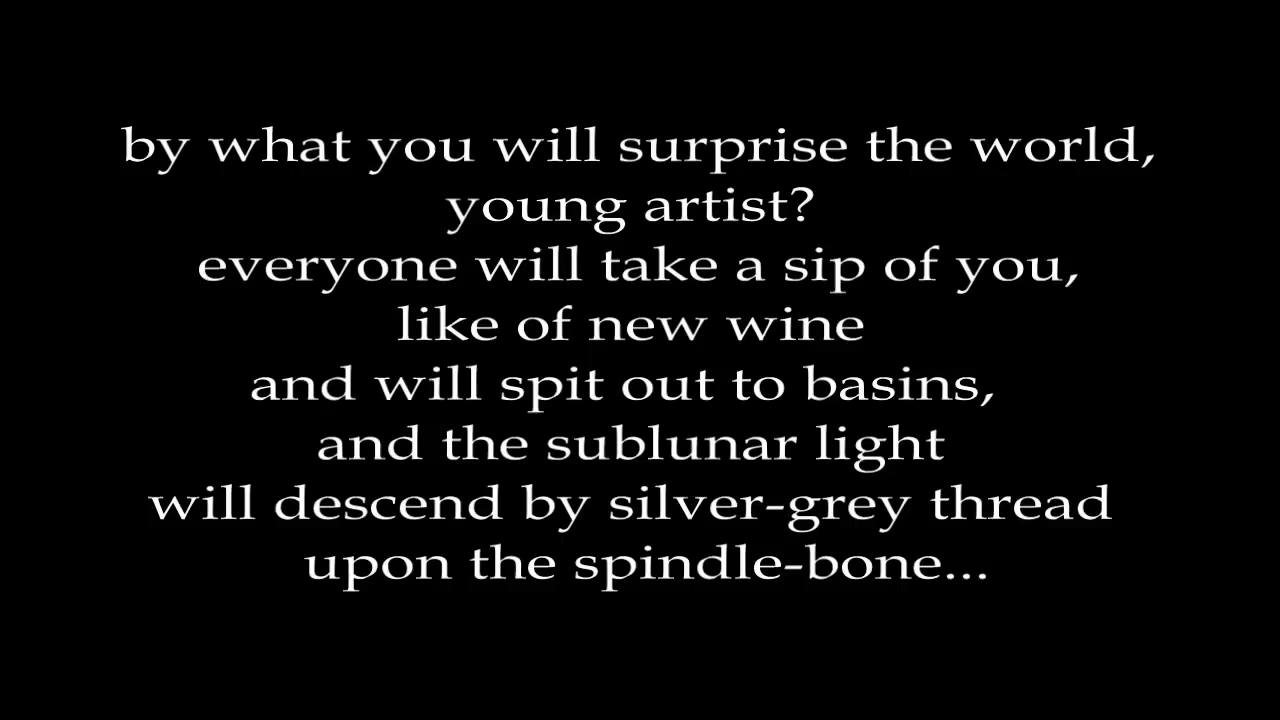 by what you will surprise the world,
young artist?
everyone will take a sip of you,
like of new wine
and will spit out to basins,
and the sublunar light
will descend by silver-grey thread
upon the spindle-bone...